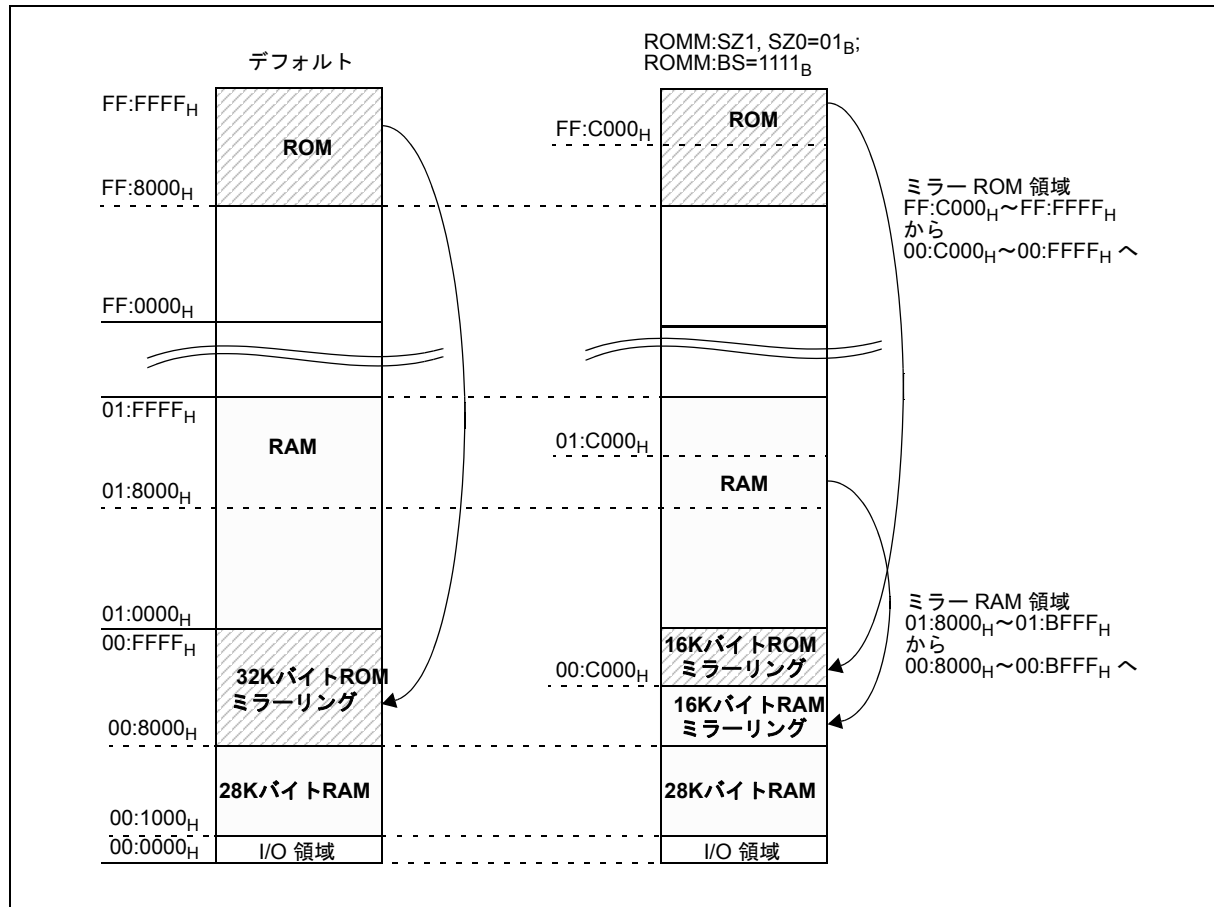 デフォルト
FF:FFFFH
ROM
FF:8000H
FF:0000H
01:FFFFH
RAM
01:8000H
01:0000H
00:FFFFH
32KバイトROM
ミラーリング
00:8000H
28KバイトRAM
00:1000H
00:0000H
I/O 領域
ROMM:SZ1, SZ0=01B;
ROMM:BS=1111B
ROM
FF:C000H
01:C000H
RAM
16KバイトROM
ミラーリング
00:C000H
16KバイトRAM
ミラーリング
28KバイトRAM
I/O 領域
ミラー ROM 領域
FF:C000H～FF:FFFFH
から
00:C000H～00:FFFFH へ
ミラー RAM 領域
01:8000H～01:BFFFH
から
00:8000H～00:BFFFH へ